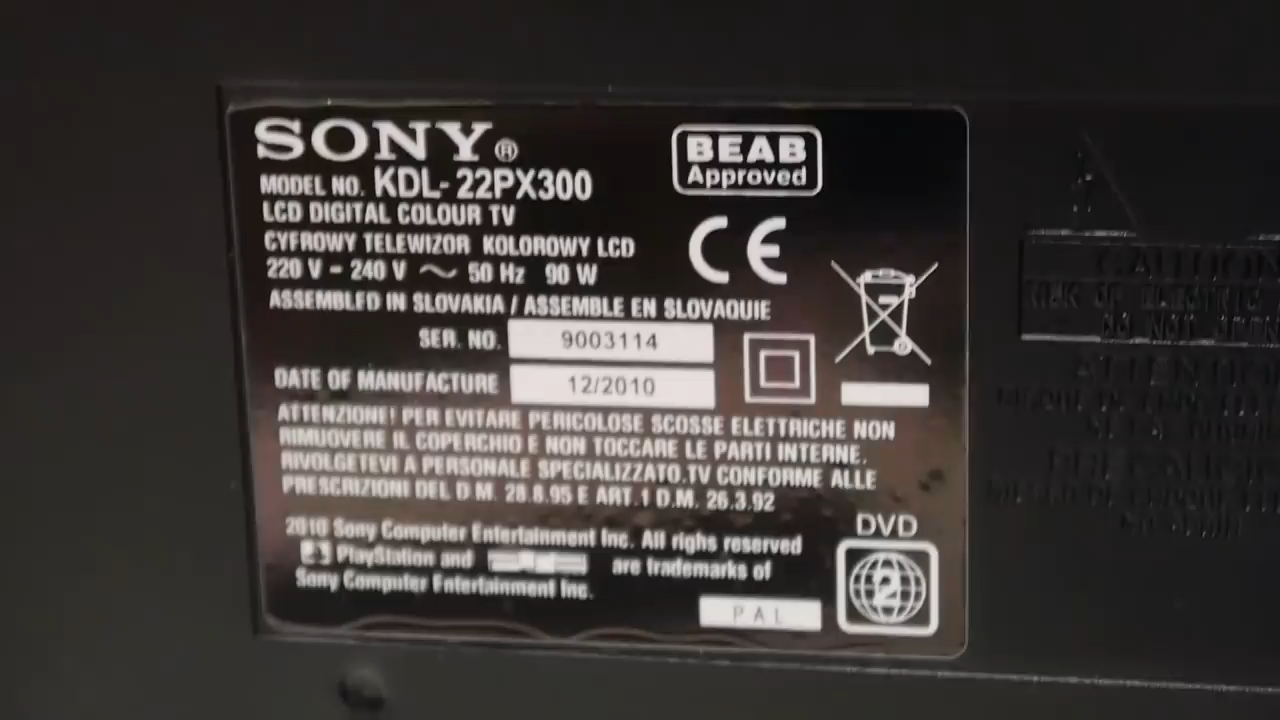 SONY®
BEAB
Approved
MODEL NO. KDL-22PX300
LCD DIGITAL COLOUR TV
CYFROWY TELEWIZOR KOLOROWY LCD
220 V - 240 V ~ 50 Hz 90 W
CE
ASSEMBLED IN SLOVAKIA / ASSEMBLE EN SLOVAQUIE
SER. NO. 9003114
DATE OF MANUFACTURE 12/2010
ATTENZIONE! PER EVITARE PERICOLOSE SCOSSE ELETTRICHE NON
RIMUOVERE IL COPERCHIO E NON TOCCARE LE PARTI INTERNE.
RIVOLGETEVI A PERSONALE SPECIALIZZATO.TV CONFORME ALLE
PRESCRIZIONI DEL D M. 28.8.95 E ART.1 D.M. 26.3.92
2010 Sony Computer Entertainment Inc. All righs reserved
PlayStation and are trademarks of
Sony Computer Entertainment Inc.
PAL
DVD
2
CAUTION